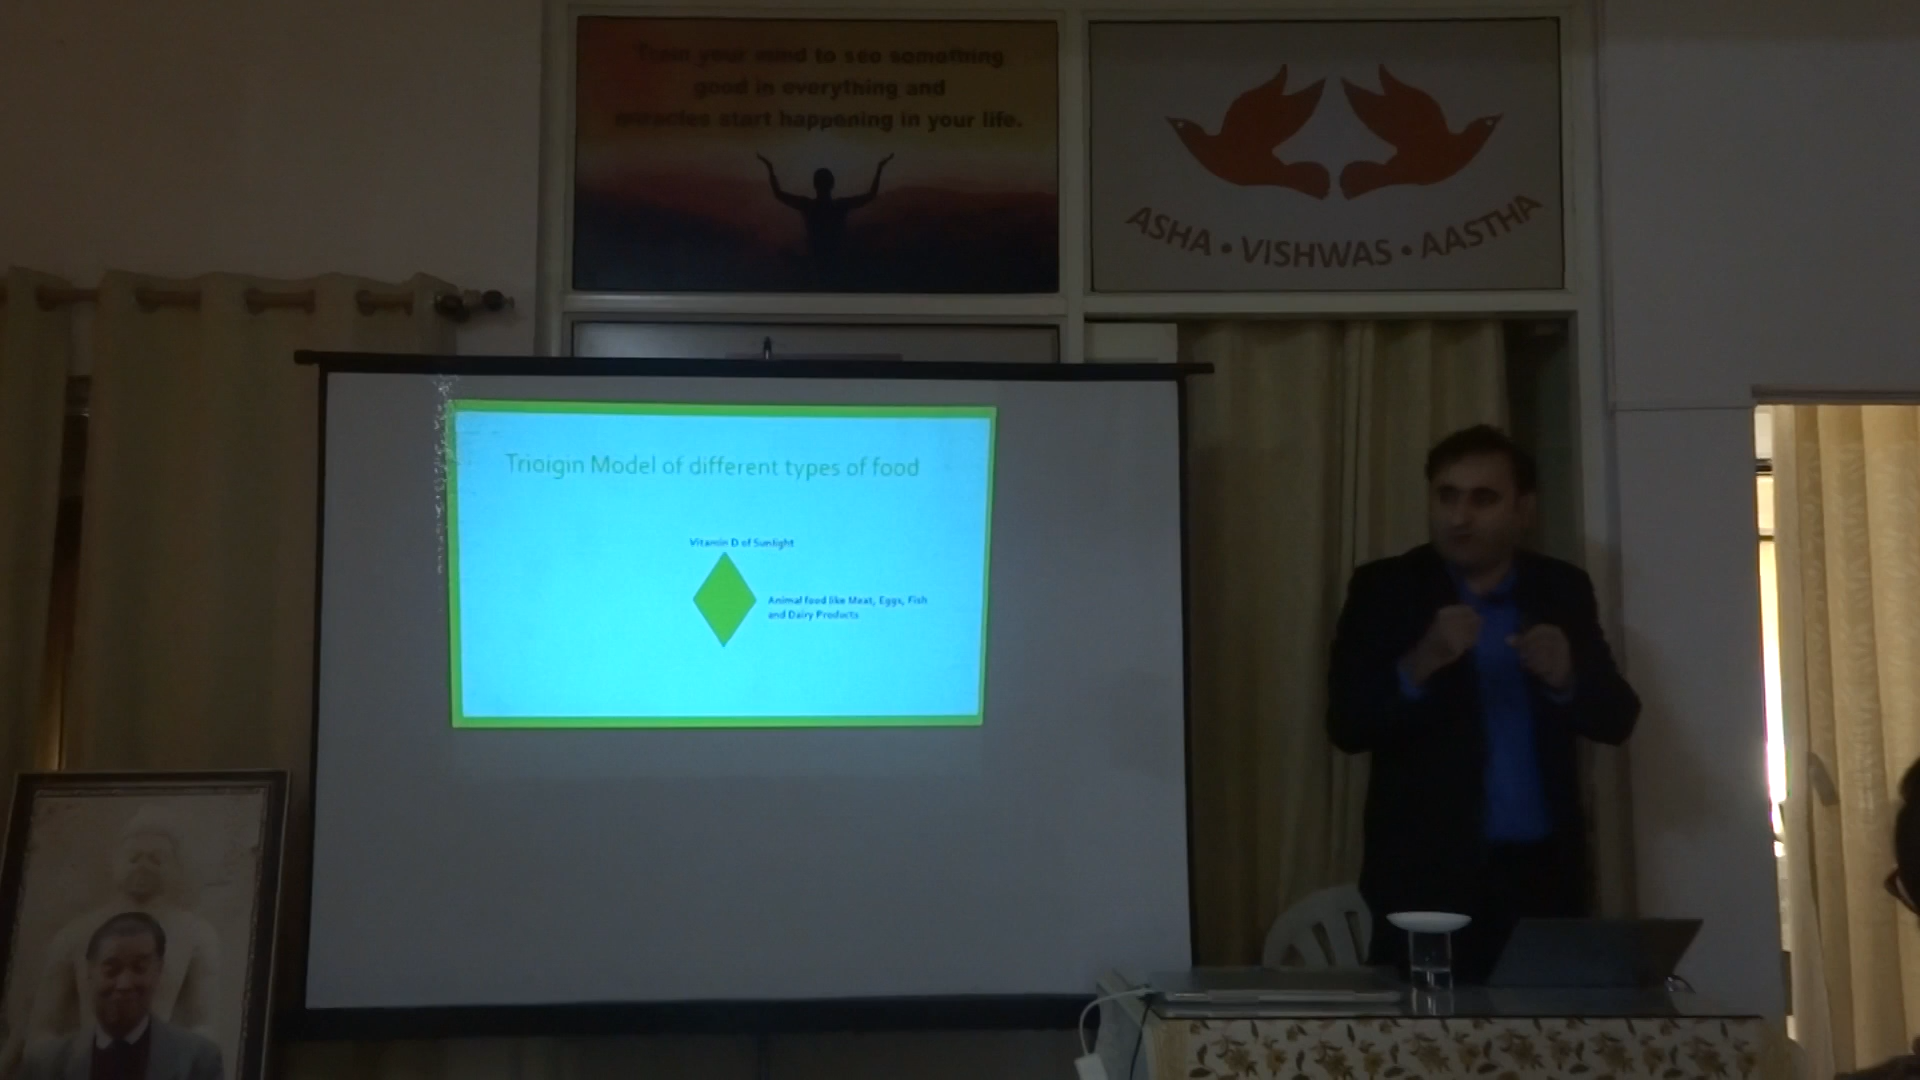 Train your mind to see something
good in everything and
miracles start happening in your life.
ASHA • VISHWAS • AASTHA
Trioigin Model of different types of food
Vitamin D of Sunlight
Animal food like Meat, Eggs, Fish
and Dairy Products